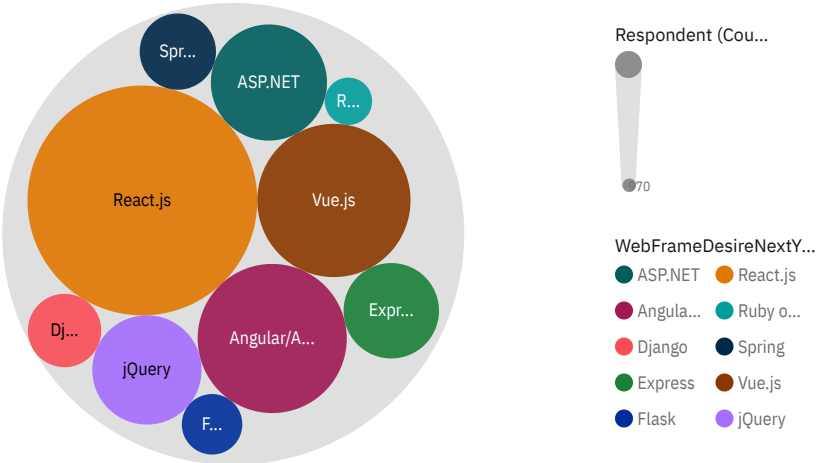 Spr...
ASP.NET
R...
React.js
Vue.js
Expr...
Dj...
Angular/A...
jQuery
F...
Respondent (Cou...
970
WebFrameDesireNextY...
ASP.NET React.js
Angula... Ruby o...
Django Spring
Express Vue.js
Flask jQuery